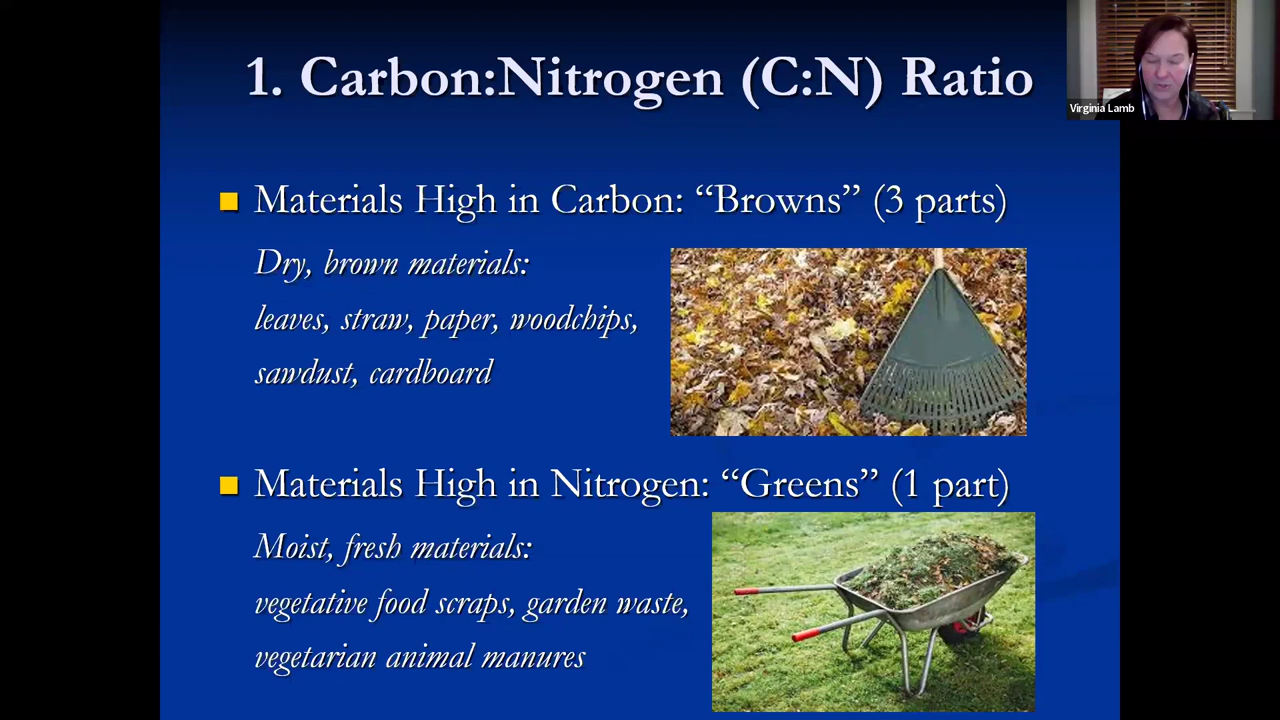 1. Carbon:Nitrogen (C:N) Ratio
Virginia Lamb
Materials High in Carbon: “Browns” (3 parts)
Dry, brown materials:
leaves, straw, paper, woodchips,
sawdust, cardboard
Materials High in Nitrogen: “Greens” (1 part)
Moist, fresh materials:
vegetative food scraps, garden waste,
vegetarian animal manures